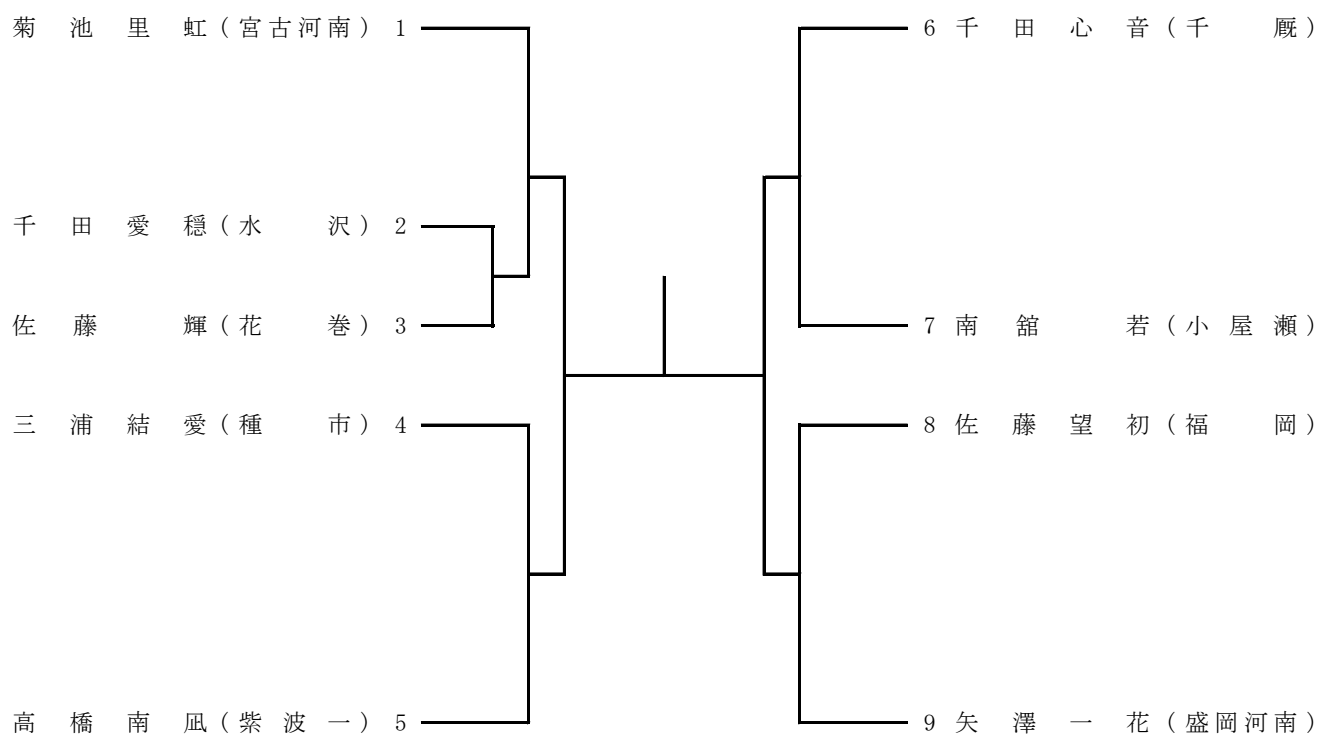 菊池里虹(宮古河南) 1
千田愛穏(水沢) 2
佐藤輝(花巻) 3
三浦結愛(種市) 4
高橋南凪(紫波一) 5
6 千田心音(千厩)
7 南舘若(小屋瀬)
8 佐藤望初(福岡)
9 矢澤一花(盛岡河南)